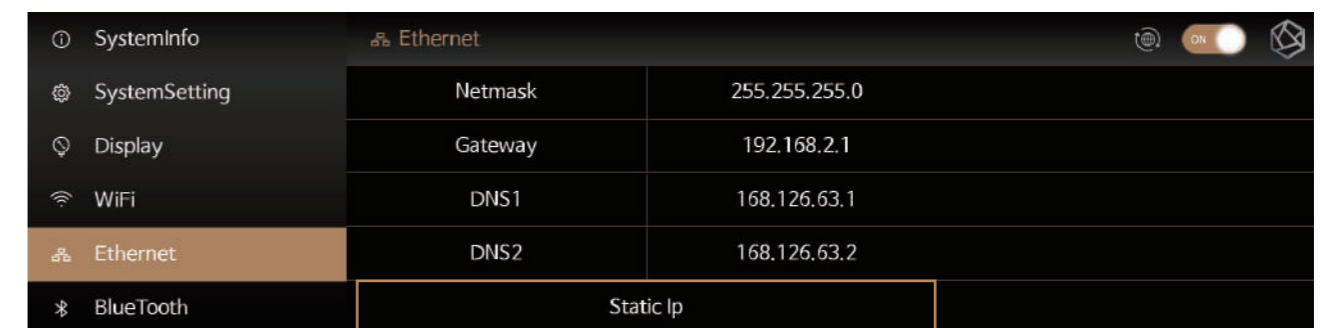 SystemInfo
SystemSetting
Display
WiFi
Ethernet
BlueTooth
Ethernet
ON
Netmask 255.255.255.0
Gateway 192.168.2.1
DNS1 168.126.63.1
DNS2 168.126.63.2
Static Ip